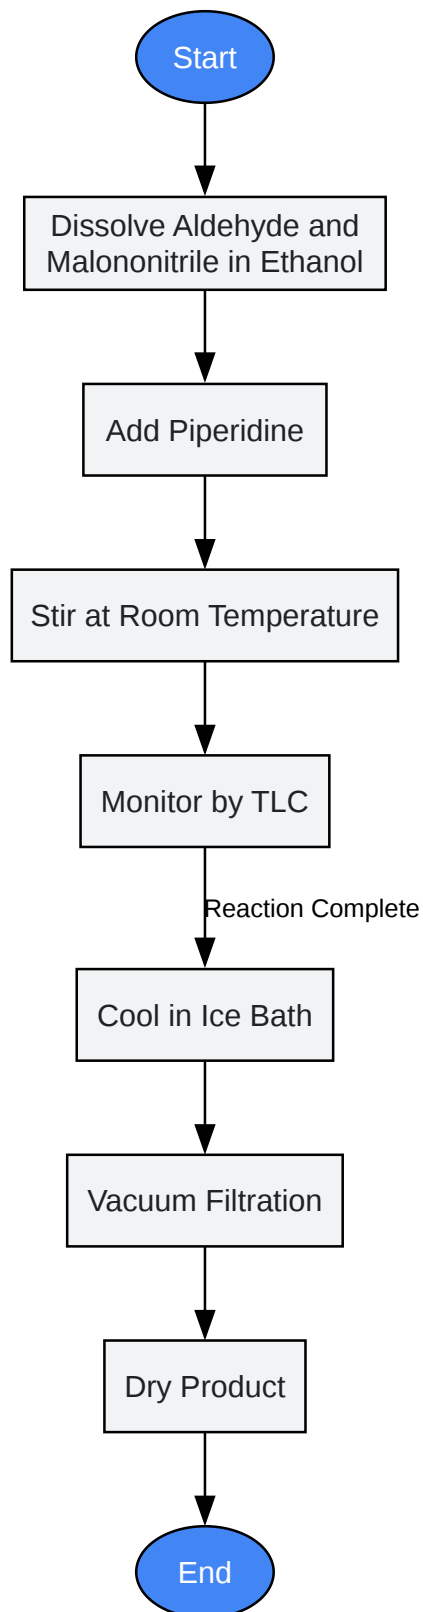 Start
Dissolve Aldehyde and
Malononitrile in Ethanol
Add Piperidine
Stir at Room Temperature
Monitor by TLC
Reaction Complete
Cool in Ice Bath
Vacuum Filtration
Dry Product
End